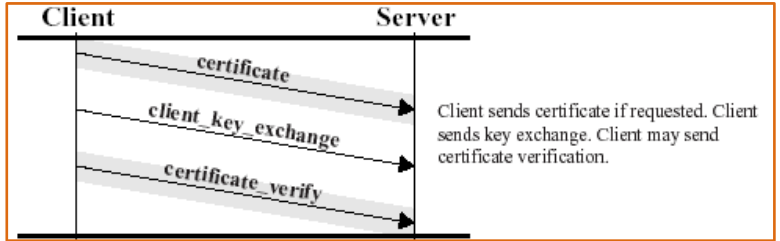 Client Server
certificate
client_key_exchange
certificate_verify
Client sends certificate if requested. Client
sends key exchange. Client may send
certificate verification.